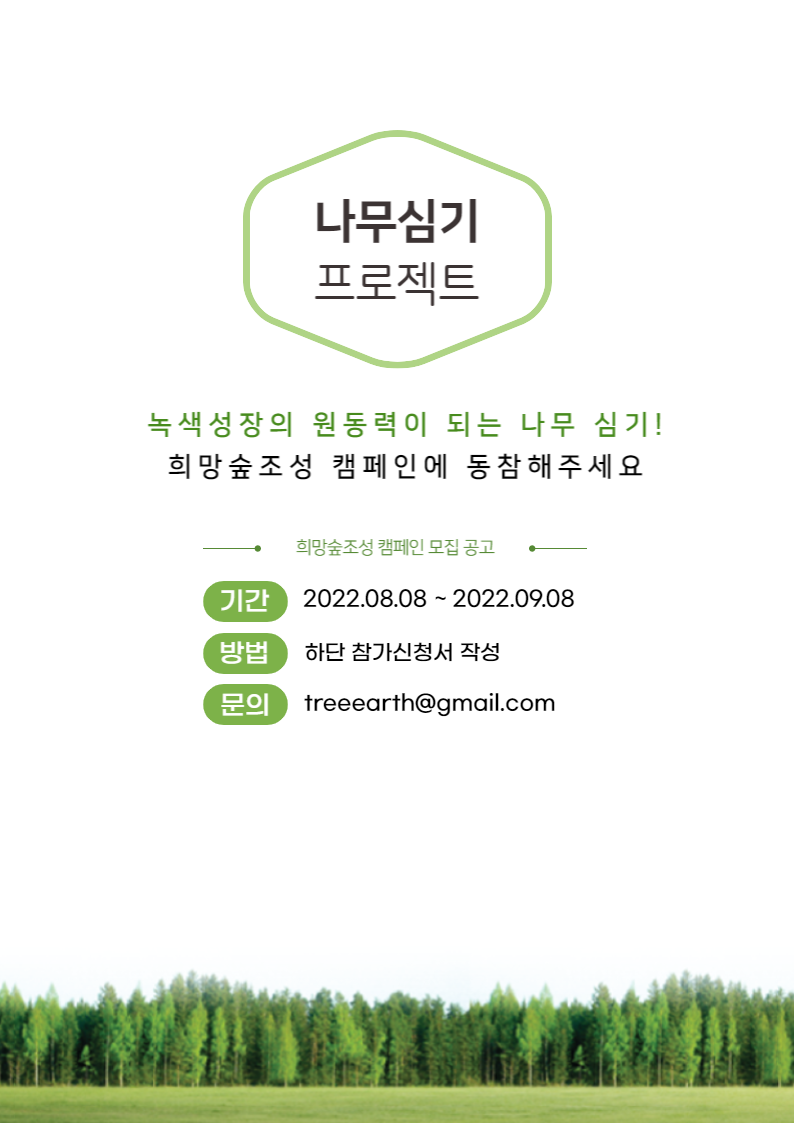 나무심기
프로젝트
녹색성장의 원동력이 되는 나무 심기!
희망숲조성 캠페인에 동참해주세요
희망숲조성 캠페인 모집 공고
기간 2022.08.08 ~ 2022.09.08
방법 하단 참가신청서 작성
문의 treeearth@gmail.com